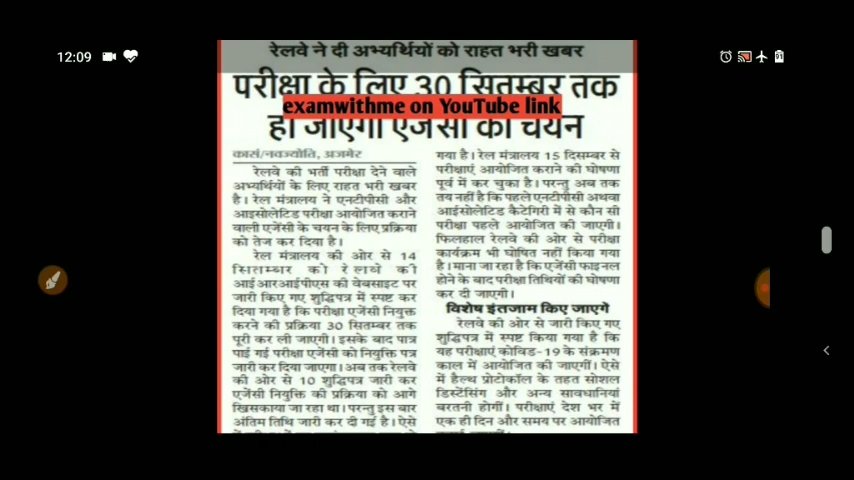 12:09
91
रेलवे ने दी अभ्यर्थियों को राहत भरी खबर
परीक्षा के लिए 30 सितम्बर तक
examwithme on YouTube link
हो जाएगा एजेंसी का चयन
कासं/नवज्योति, अजमेर
रेलवे की भर्ती परीक्षा देने वाले
अभ्यर्थियों के लिए राहत भरी खबर
है। रेल मंत्रालय ने एनटीपीसी और
आइसोलेटिड परीक्षा आयोजित कराने
वाली एजेंसी के चयन के लिए प्रक्रिया
को तेज कर दिया है।
रेल मंत्रालय की ओर से 14
सितम्बर को रेलवे की
आईआरआईपीएस की वेबसाइट पर
जारी किए गए शुद्धिपत्र में स्पष्ट कर
दिया गया है कि परीक्षा एजेंसी नियुक्त
करने की प्रक्रिया 30 सितम्बर तक
पूरी कर ली जाएगी। इसके बाद पात्र
पाई गई परीक्षा एजेंसी को नियुक्ति पत्र
जारी कर दिया जाएगा। अब तक रेलवे
की ओर से 10 शुद्धिपत्र जारी कर
एजेंसी नियुक्ति की प्रक्रिया को आगे
खिसकाया जा रहा था। परन्तु इस बार
अंतिम तिथि जारी कर दी गई है। ऐसे
गया है। रेल मंत्रालय 15 दिसम्बर से
परीक्षाएं आयोजित कराने की घोषणा
पूर्व में कर चुका है। परन्तु अब तक
तय नहीं है कि पहले एनटीपीसी अथवा
आईसोलेटिड कैटेगिरी में से कौन सी
परीक्षा पहले आयोजित की जाएगी।
फिलहाल रेलवे की ओर से परीक्षा
कार्यक्रम भी घोषित नहीं किया गया
है। माना जा रहा है कि एजेंसी फाइनल
होने के बाद परीक्षा तिथियों की घोषणा
कर दी जाएगी।
विशेष इंतजाम किए जाएगे
रेलवे की ओर से जारी किए गए
शुद्धिपत्र में स्पष्ट किया गया है कि
यह परीक्षाएं कोविड-19 के संक्रमण
काल में आयोजित की जाएगीं। ऐसे
में हैल्थ प्रोटोकॉल के तहत सोशल
डिस्टेंसिंग और अन्य सावधानियां
बरतनी होगीं। परीक्षाएं देश भर में
एक ही दिन और समय पर आयोजित